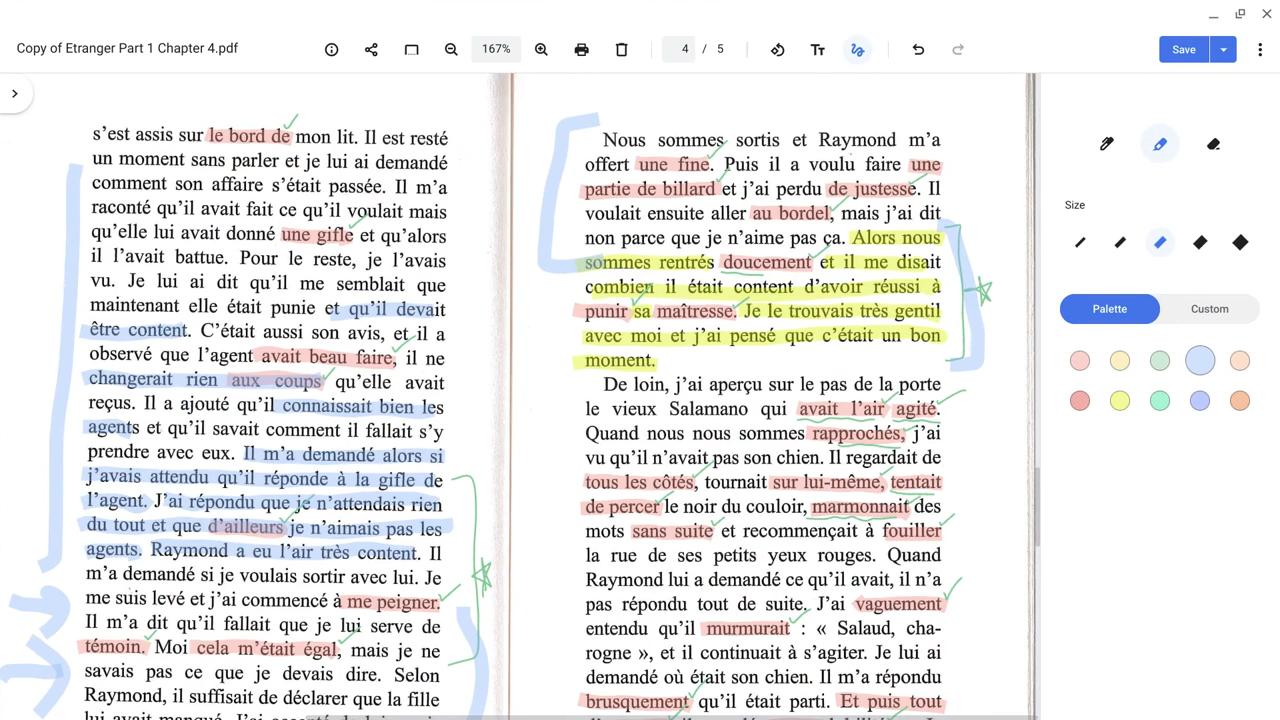 Copy of Etranger Part 1 Chapter 4.pdf
167%
4 / 5
Save
s'est assis sur le bord de mon lit. Il est resté
un moment sans parler et je lui ai demandé
comment son affaire s'était passée. Il m'a
raconté qu'il avait fait ce qu'il voulait mais
qu'elle lui avait donné une gifle et qu'alors
il l'avait battue. Pour le reste, je l'avais
vu. Je lui ai dit qu'il me semblait que
maintenant elle était punie et qu'il devait
être content. C'était aussi son avis, et il a
observé que l'agent avait beau faire, il ne
changerait rien aux coups qu'elle avait
reçus. Il a ajouté qu'il connaissait bien les
agents et qu'il savait comment il fallait s'y
prendre avec eux. Il m'a demandé alors si
j'avais attendu qu'il réponde à la gifle de
l'agent. J'ai répondu que je n'attendais rien
du tout et que d'ailleurs je n'aimais pas les
agents. Raymond a eu l'air très content. Il
m'a demandé si je voulais sortir avec lui. Je
me suis levé et j'ai commencé à me peigner.
Il m'a dit qu'il fallait que je lui serve de
témoin. Moi cela m'était égal, mais je ne
savais pas ce que je devais dire. Selon
Raymond, il suffisait de déclarer que la fille
Nous sommes sortis et Raymond m'a
offert une fine. Puis il a voulu faire une
partie de billard et j'ai perdu de justesse. Il
voulait ensuite aller au bordel, mais j'ai dit
non parce que je n'aime pas ça. Alors nous
sommes rentrés doucement et il me disait
combien il était content d'avoir réussi à
punir sa maîtresse. Je le trouvais très gentil
avec moi et j'ai pensé que c'était un bon
moment.
De loin, j'ai aperçu sur le pas de la porte
le vieux Salamano qui avait l'air agité.
Quand nous nous sommes rapprochés, j'ai
vu qu'il n'avait pas son chien. Il regardait de
tous les côtés, tournait sur lui-même, tentait
de percer le noir du couloir, marmonnait des
mots sans suite et recommençait à fouiller
la rue de ses petits yeux rouges. Quand
Raymond lui a demandé ce qu'il avait, il n'a
pas répondu tout de suite. J'ai vaguement
entendu qu'il murmurait : « Salaud, cha-
rogne », et il continuait à s'agiter. Je lui ai
demandé où était son chien. Il m'a répondu
brusquement qu'il était parti. Et puis tout
Size
Palette
Custom